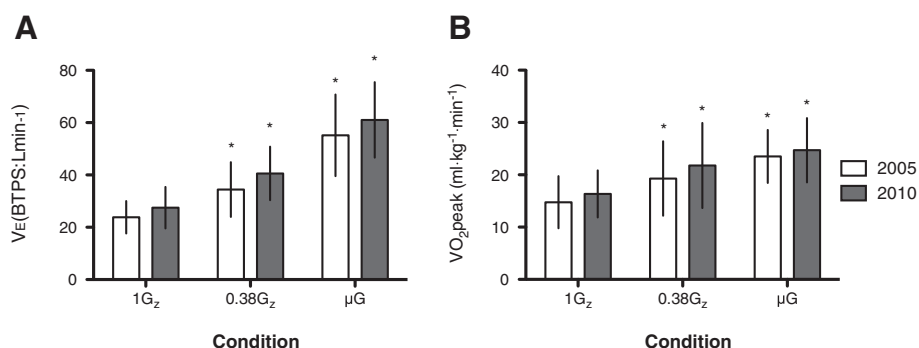 A
VE(BTPS:Lmin-1)
80
60
40
20
0
* * * *
1Gz 0.38Gz µG
Condition
B
VO2peak (ml·kg-1·min-1)
40
30
20
10
0
* * * *
1Gz 0.38Gz µG
Condition
2005
2010